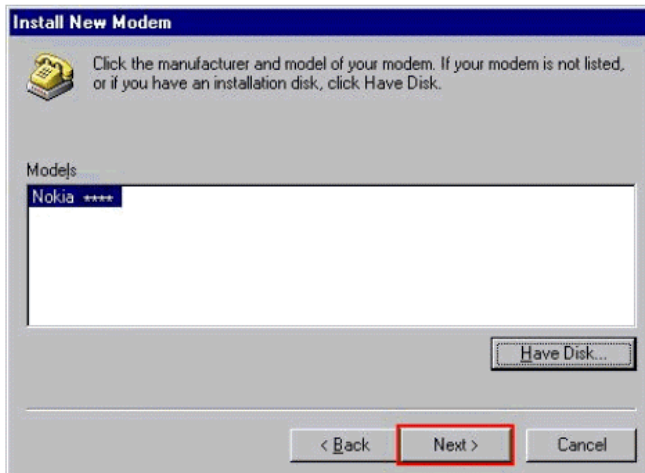 Install New Modem
Click the manufacturer and model of your modem. If your modem is not listed,
or if you have an installation disk, click Have Disk.
Models
Nokia ****
Have Disk...
< Back Next > Cancel